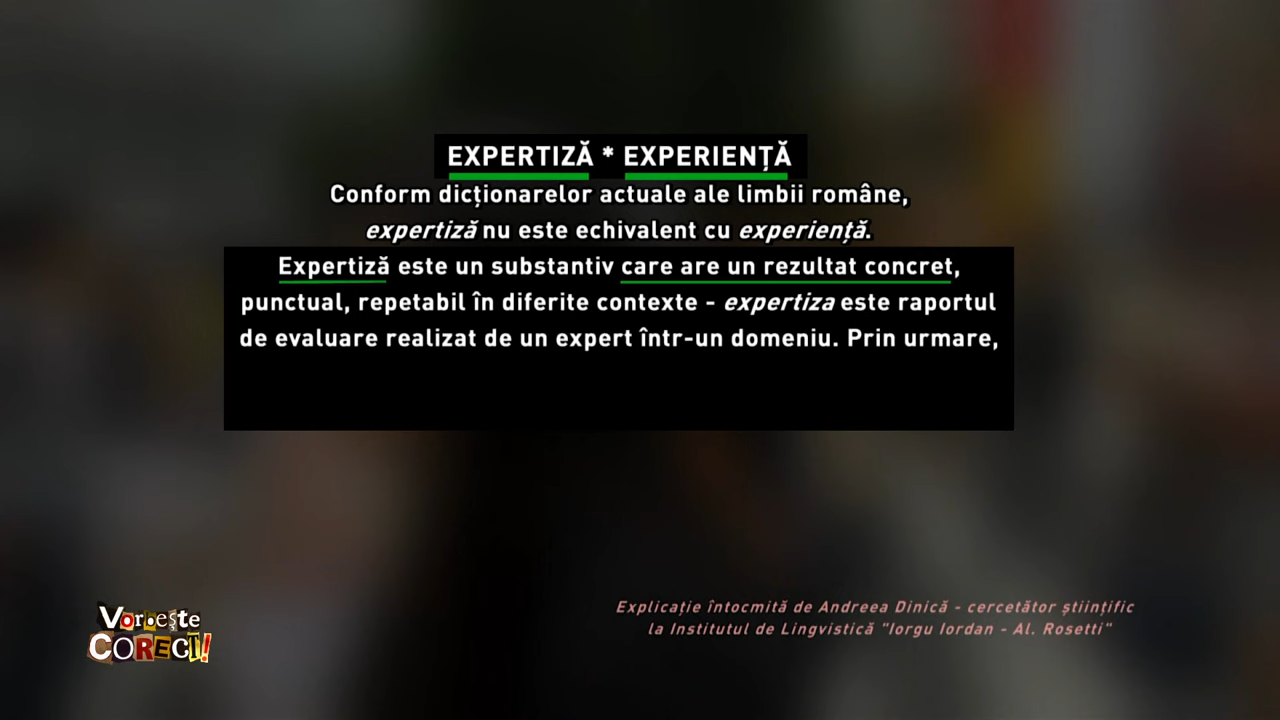 EXPERTIZĂ * EXPERIENȚĂ
Conform dicționarelor actuale ale limbii române,
expertiză nu este echivalent cu experiență.
Expertiză este un substantiv care are un rezultat concret,
punctual, repetabil în diferite contexte - expertiza este raportul
de evaluare realizat de un expert într-un domeniu. Prin urmare,
Explicație întocmită de Andreea Dinică - cercetător științific
la Institutul de Lingvistică "Iorgu Iordan - Al. Rosetti"
Vorbește
CORECT!